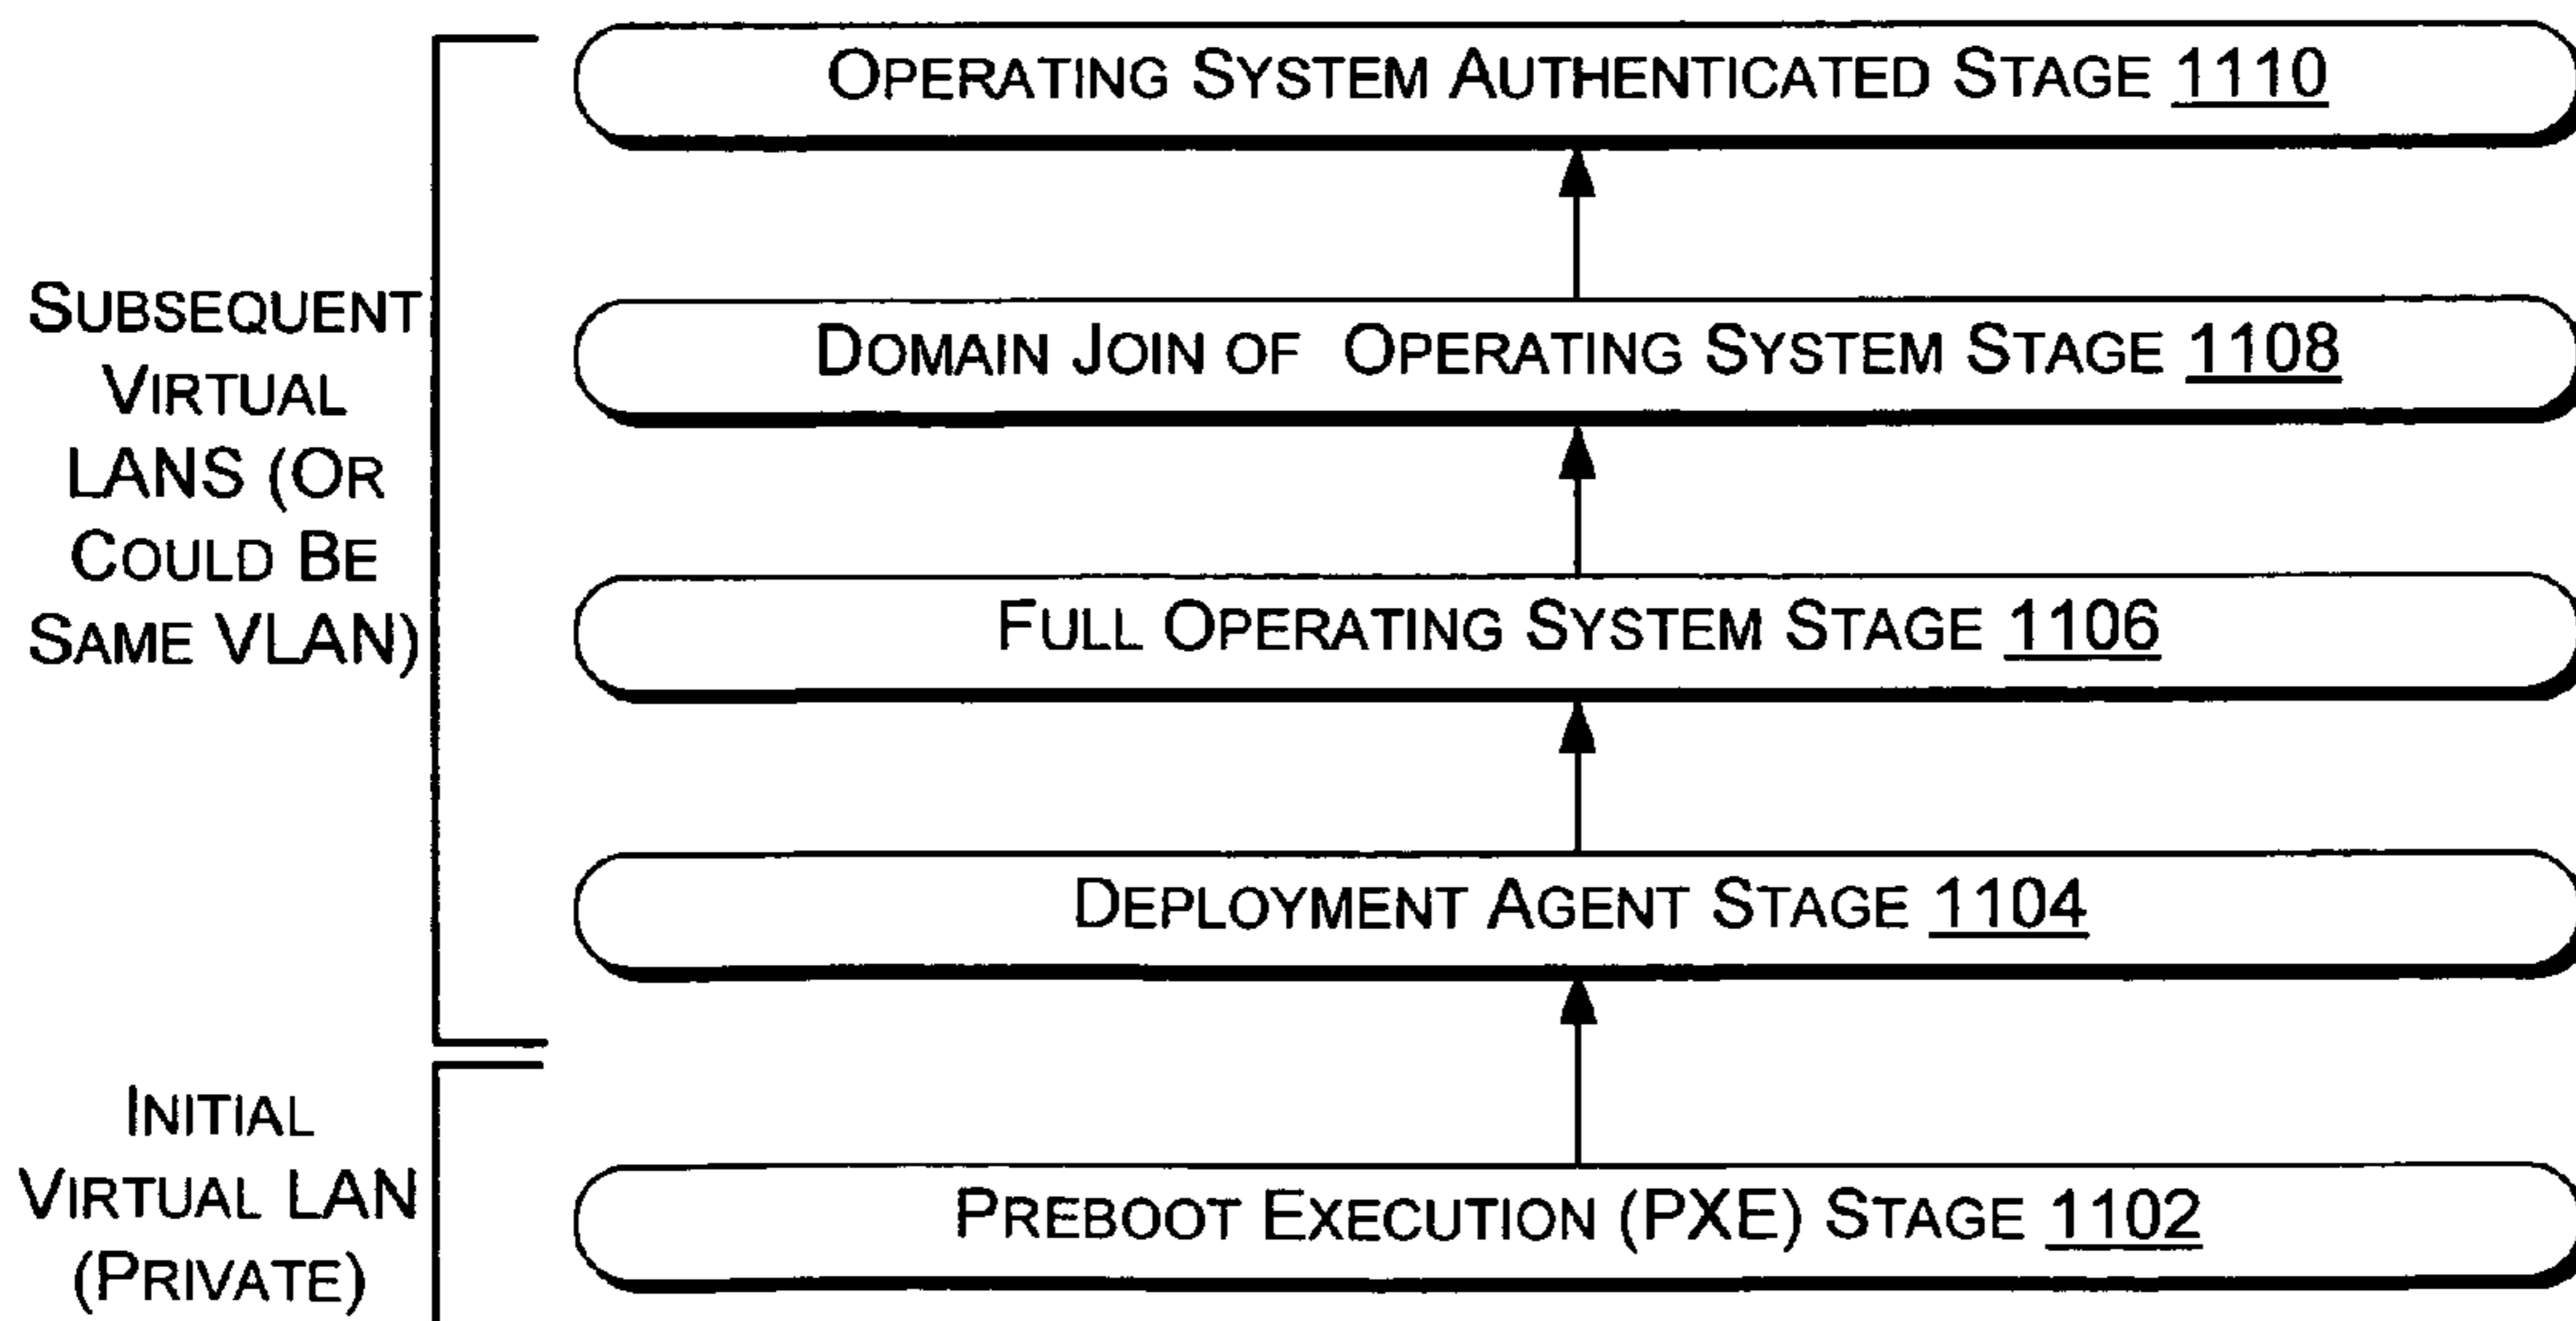 OPERATING SYSTEM AUTHENTICATED STAGE 1110
DOMAIN JOIN OF OPERATING SYSTEM STAGE 1108
FULL OPERATING SYSTEM STAGE 1106
DEPLOYMENT AGENT STAGE 1104
PREBOOT EXECUTION (PXE) STAGE 1102
SUBSEQUENT
VIRTUAL
LANS (OR
COULD BE
SAME VLAN)
INITIAL
VIRTUAL LAN
(PRIVATE)